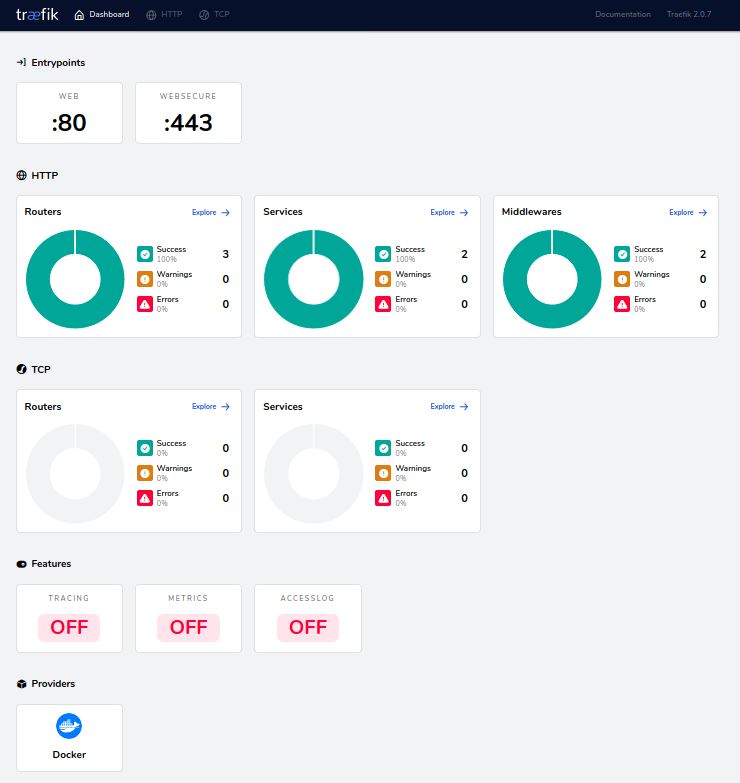 træfik Dashboard HTTP TCP Documentation Traefik 2.0.7
Entrypoints
WEB WEBSECURE
:80 :443
HTTP
Routers Explore
Success 3
100%
Warnings 0
0%
Errors 0
0%
Services Explore
Success 2
100%
Warnings 0
0%
Errors 0
0%
Middlewares Explore
Success 2
100%
Warnings 0
0%
Errors 0
0%
TCP
Routers Explore
Success 0
0%
Warnings 0
0%
Errors 0
0%
Services Explore
Success 0
0%
Warnings 0
0%
Errors 0
0%
Features
TRACING METRICS ACCESSLOG
OFF OFF OFF
Providers
Docker